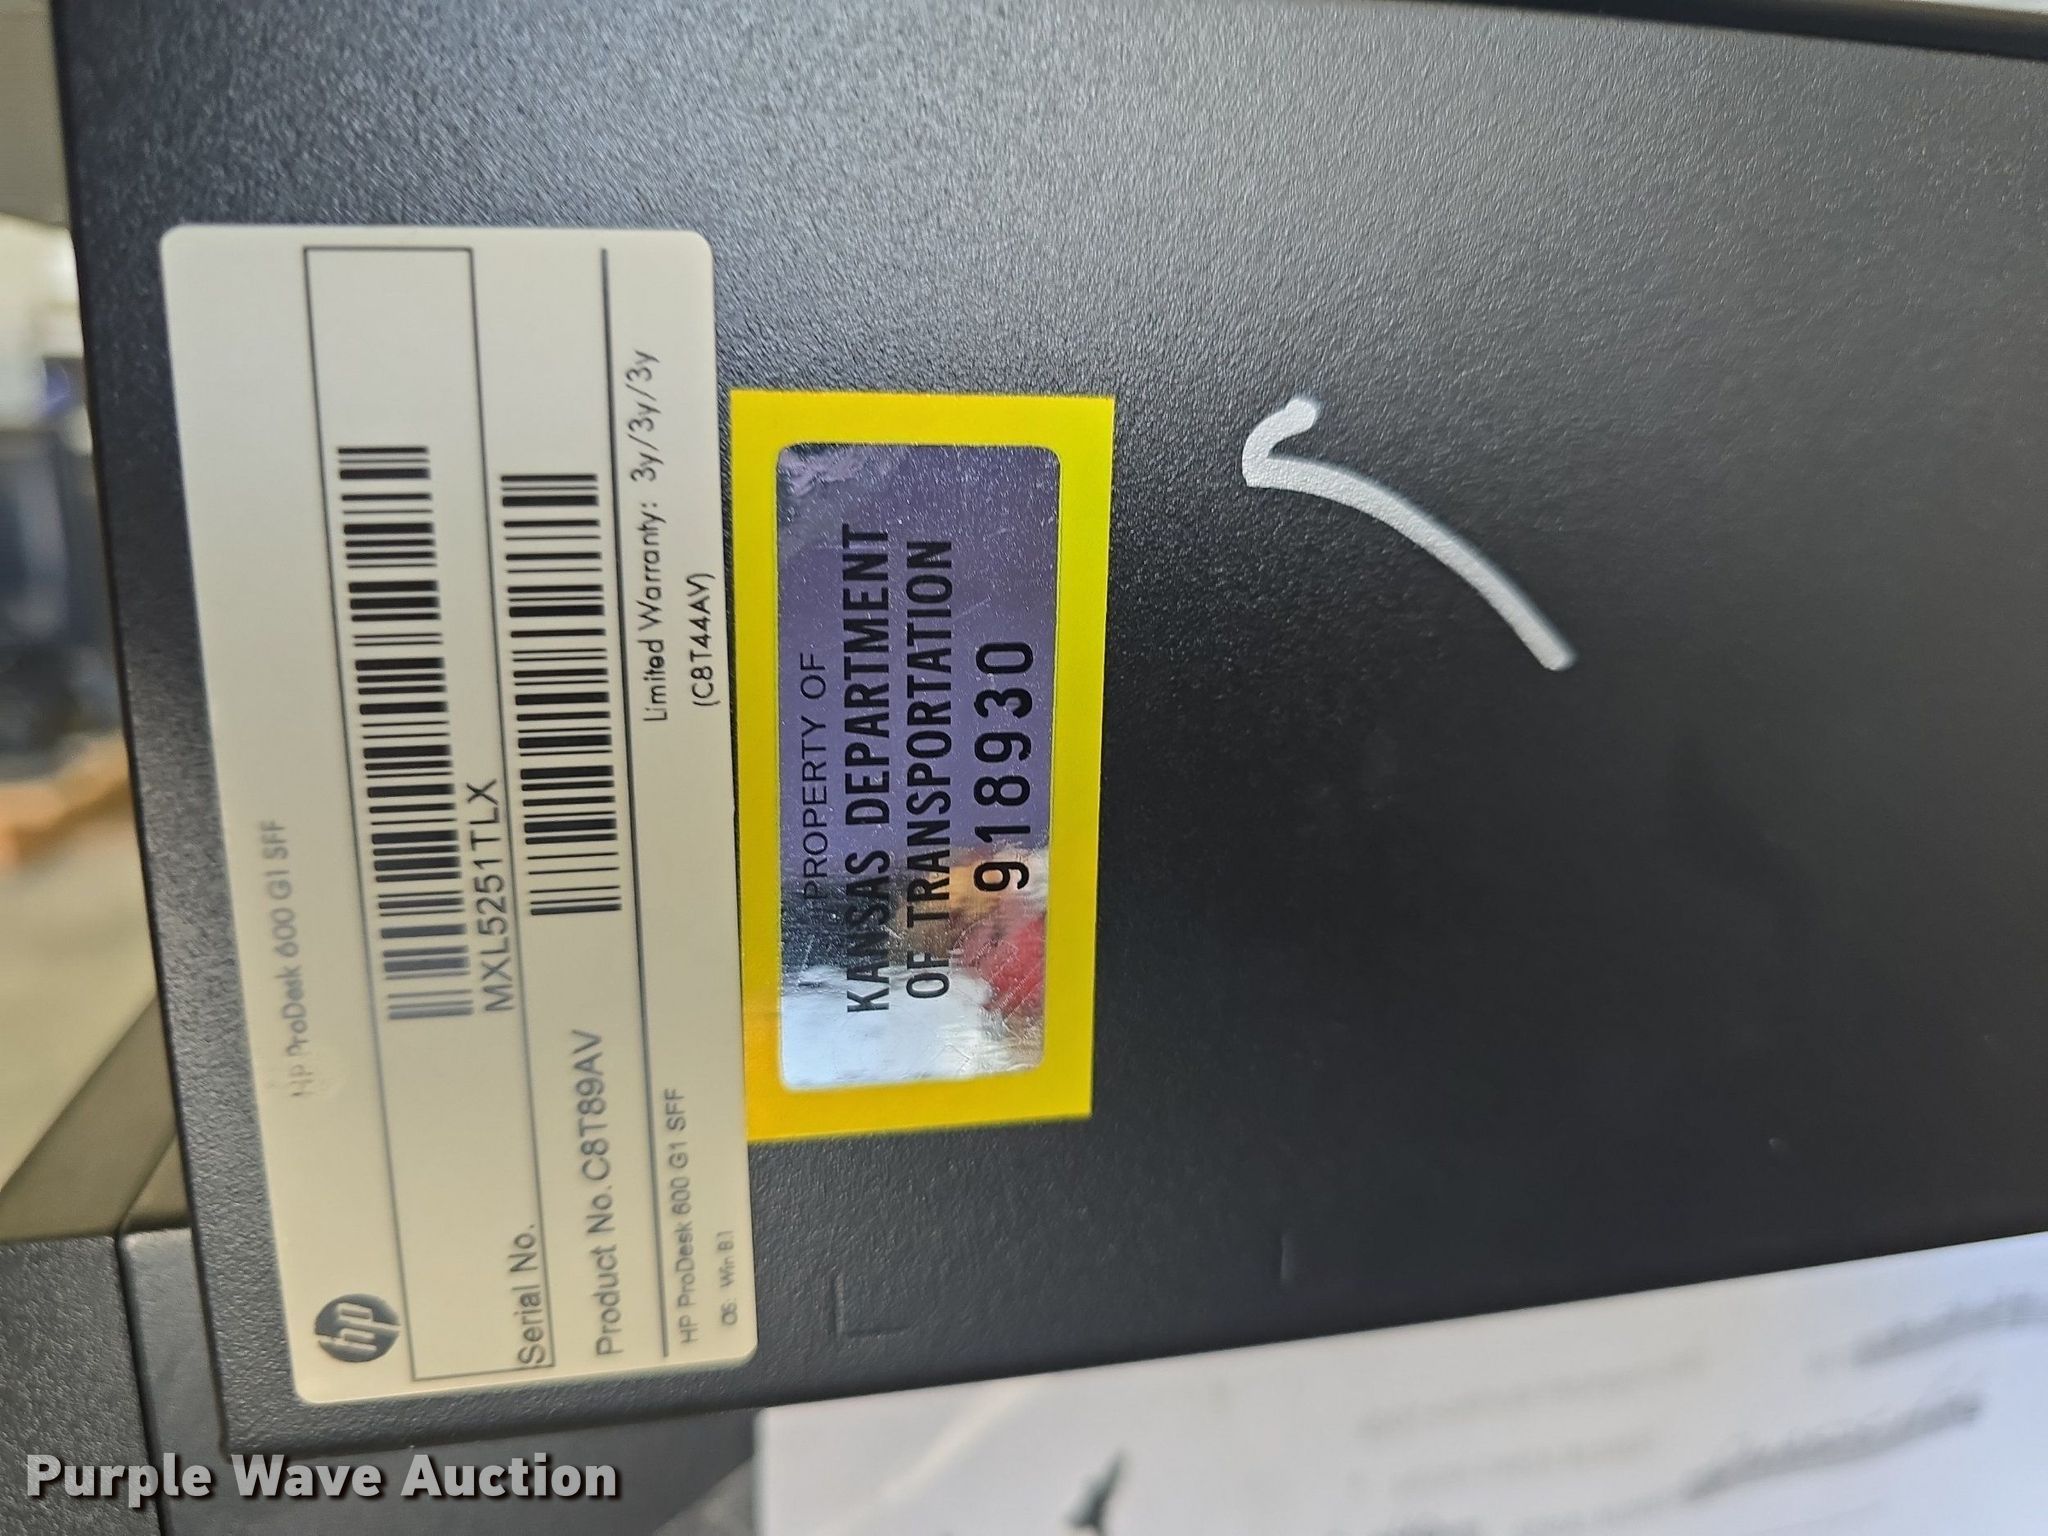 HP ProDesk 600 G1 SFF
hp
MXL5251TLX
Serial No.
Product No. C8T89AV
Limited Warranty: 3y/3y/3y
HP ProDesk 600 G1 SFF
(C8T44AV)
OS: Win 8.1
PROPERTY OF
KANSAS DEPARTMENT
OF TRANSPORTATION
918930
Purple Wave Auction